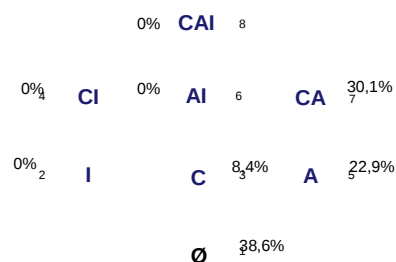 0% CAI 8
0% 4 CI 0% AI 6 CA 30,1% 7
0% 2 I C 8,4% 3 A 22,9% 5
Ø 38,6% 1